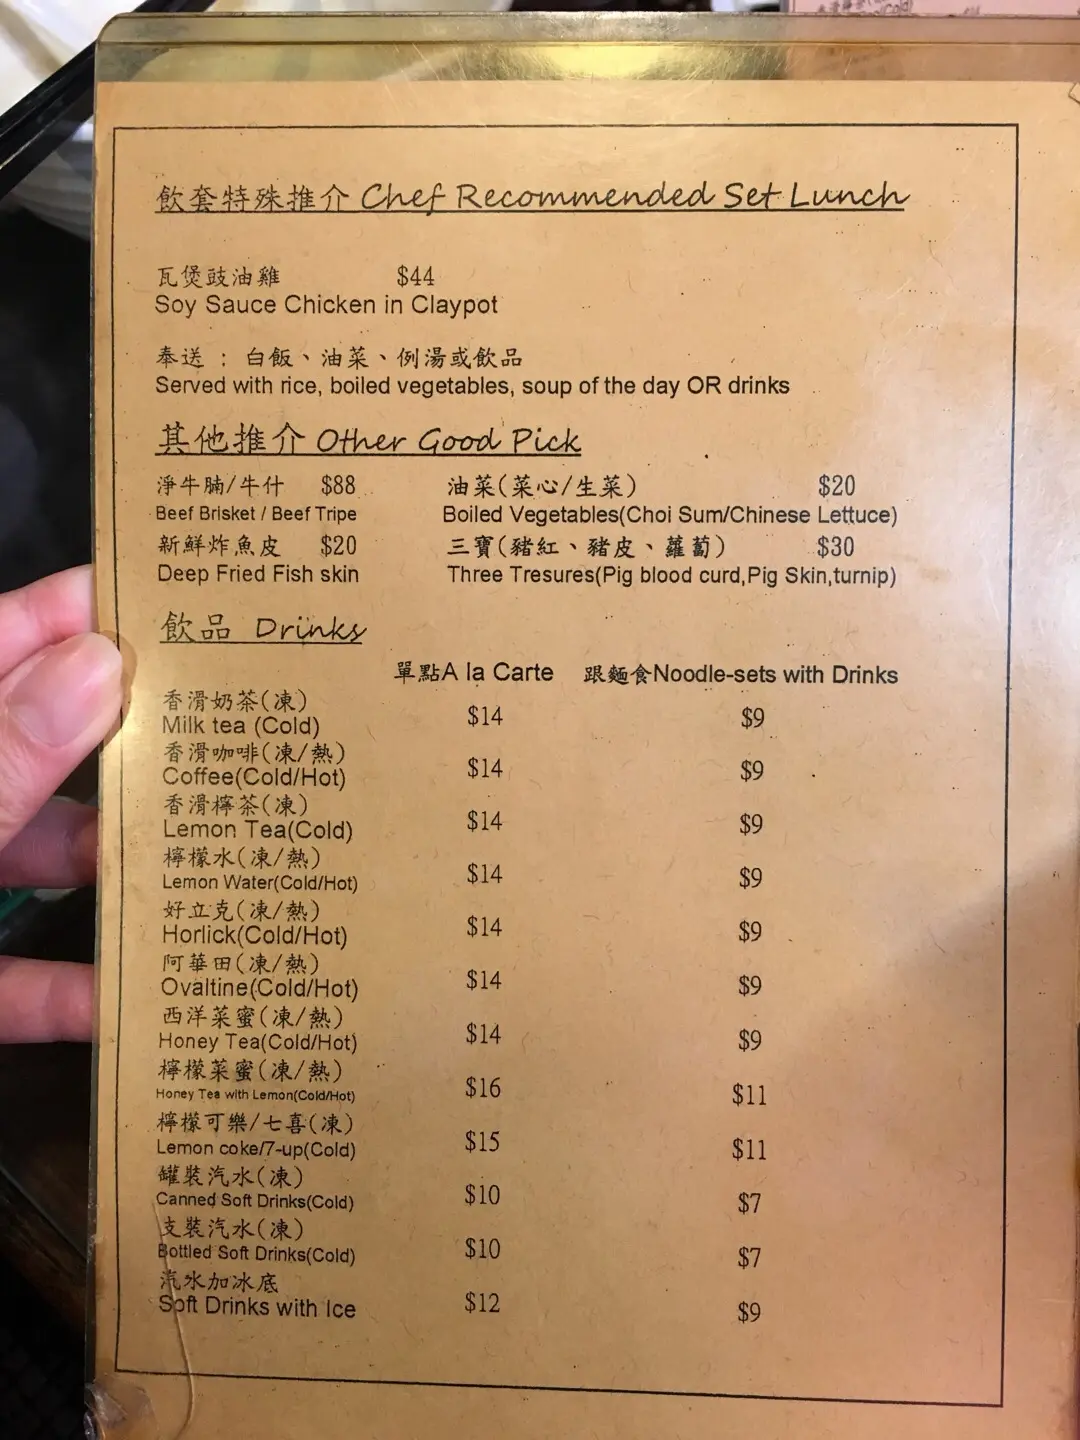 飲套特殊推介 Chef Recommended Set Lunch
瓦煲豉油雞 $44
Soy Sauce Chicken in Claypot
奉送 : 白飯、油菜、例湯或飲品
Served with rice, boiled vegetables, soup of the day OR drinks
其他推介 Other Good Pick
淨牛腩/牛什 $88 油菜(菜心/生菜) $20
Beef Brisket / Beef Tripe Boiled Vegetables(Choi Sum/Chinese Lettuce)
新鮮炸魚皮 $20 三寶(豬紅、豬皮、蘿蔔) $30
Deep Fried Fish skin Three Tresures(Pig blood curd,Pig Skin,turnip)
飲品 Drinks
單點A la Carte 跟麵食Noodle-sets with Drinks
香滑奶茶(凍)
Milk tea (Cold) $14 $9
香滑咖啡(凍/熱)
Coffee(Cold/Hot) $14 $9
香滑檸茶(凍)
Lemon Tea(Cold) $14 $9
檸檬水(凍/熱)
Lemon Water(Cold/Hot) $14 $9
好立克(凍/熱)
Horlick(Cold/Hot) $14 $9
阿華田(凍/熱)
Ovaltine(Cold/Hot) $14 $9
西洋菜蜜(凍/熱)
Honey Tea(Cold/Hot) $14 $9
檸檬菜蜜(凍/熱)
Honey Tea with Lemon(Cold/Hot) $16 $11
檸檬可樂/七喜(凍)
Lemon coke/7-up(Cold) $15 $11
罐裝汽水(凍)
Canned Soft Drinks(Cold) $10 $7
支裝汽水(凍)
Bottled Soft Drinks(Cold) $10 $7
汽水加冰底
Soft Drinks with Ice $12 $9